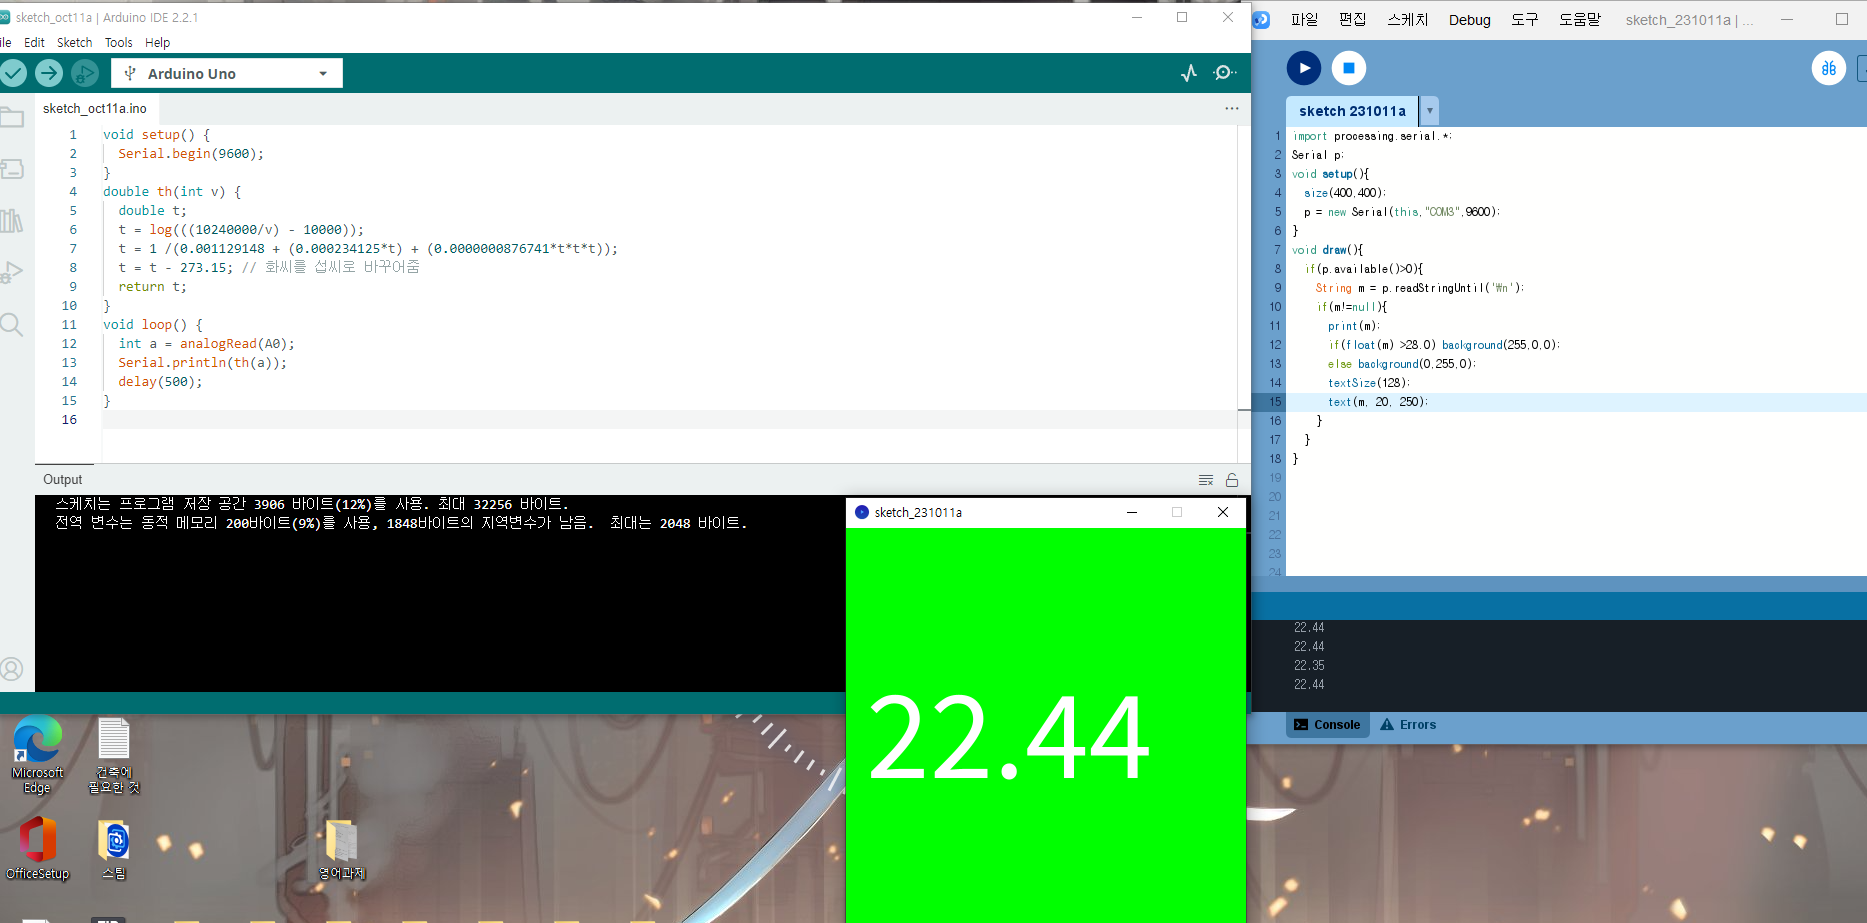 sketch_oct11a | Arduino IDE 2.2.1
ile Edit Sketch Tools Help
Arduino Uno
sketch_oct11a.ino
1 void setup() {
2 Serial.begin(9600);
3 }
4 double th(int v) {
5 double t;
6 t = log(((10240000/v) - 10000));
7 t = 1 /(0.001129148 + (0.000234125*t) + (0.0000000876741*t*t*t));
8 t = t - 273.15; // 화씨를 섭씨로 바꾸어줌
9 return t;
10 }
11 void loop() {
12 int a = analogRead(A0);
13 Serial.println(th(a));
14 delay(500);
15 }
16
Output
스케치는 프로그램 저장 공간 3906 바이트(12%)를 사용. 최대 32256 바이트.
전역 변수는 동적 메모리 200바이트(9%)를 사용, 1848바이트의 지역변수가 남음.  최대는 2048 바이트.
파일 편집 스케치 Debug 도구 도움말 sketch_231011a | ...
sketch 231011a
1 import processing.serial.*;
2 Serial p;
3 void setup(){
4 size(400,400);
5 p = new Serial(this,"COM3",9600);
6 }
7 void draw(){
8 if(p.available()>0){
9 String m = p.readStringUntil('₩n');
10 if(m!=null){
11 print(m);
12 if(float(m) >28.0) background(255,0,0);
13 else background(0,255,0);
14 textSize(128);
15 text(m, 20, 250);
16 }
17 }
18 }
19
20
21
22
23
24
22.44
22.44
22.35
22.44
Console Errors
sketch_231011a
22.44
Microsoft Edge
건축에 필요한 것
OfficeSetup
스팀
영어과제